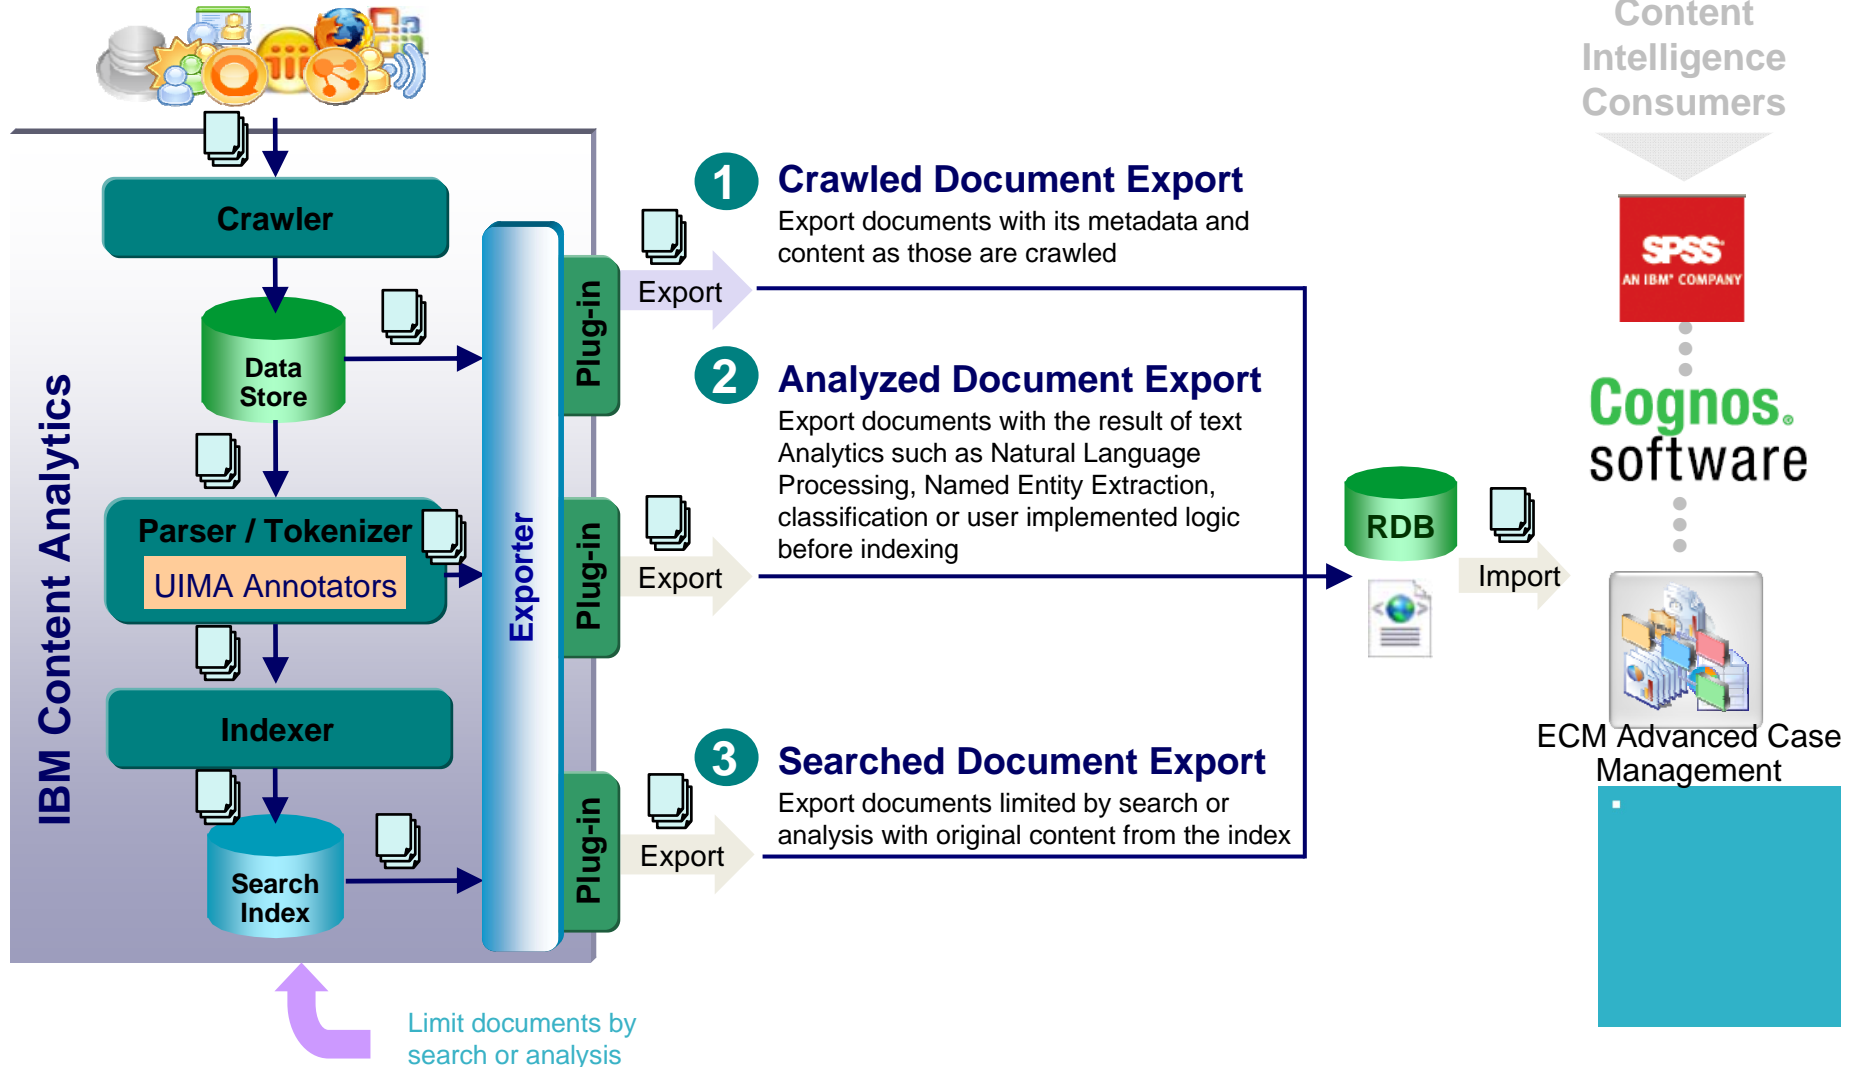 Content
Intelligence
Consumers
IBM Content Analytics
Crawler
Data
Store
Parser / Tokenizer
UIMA Annotators
Indexer
Search
Index
Exporter
Plug-in
Plug-in
Plug-in
Export
Export
Export
1
Crawled Document Export
Export documents with its metadata and
content as those are crawled
2
Analyzed Document Export
Export documents with the result of text
Analytics such as Natural Language
Processing, Named Entity Extraction,
classification or user implemented logic
before indexing
3
Searched Document Export
Export documents limited by search or
analysis with original content from the index
RDB
Import
SPSS
AN IBM® COMPANY
Cognos®
software
ECM Advanced Case
Management
Limit documents by
search or analysis